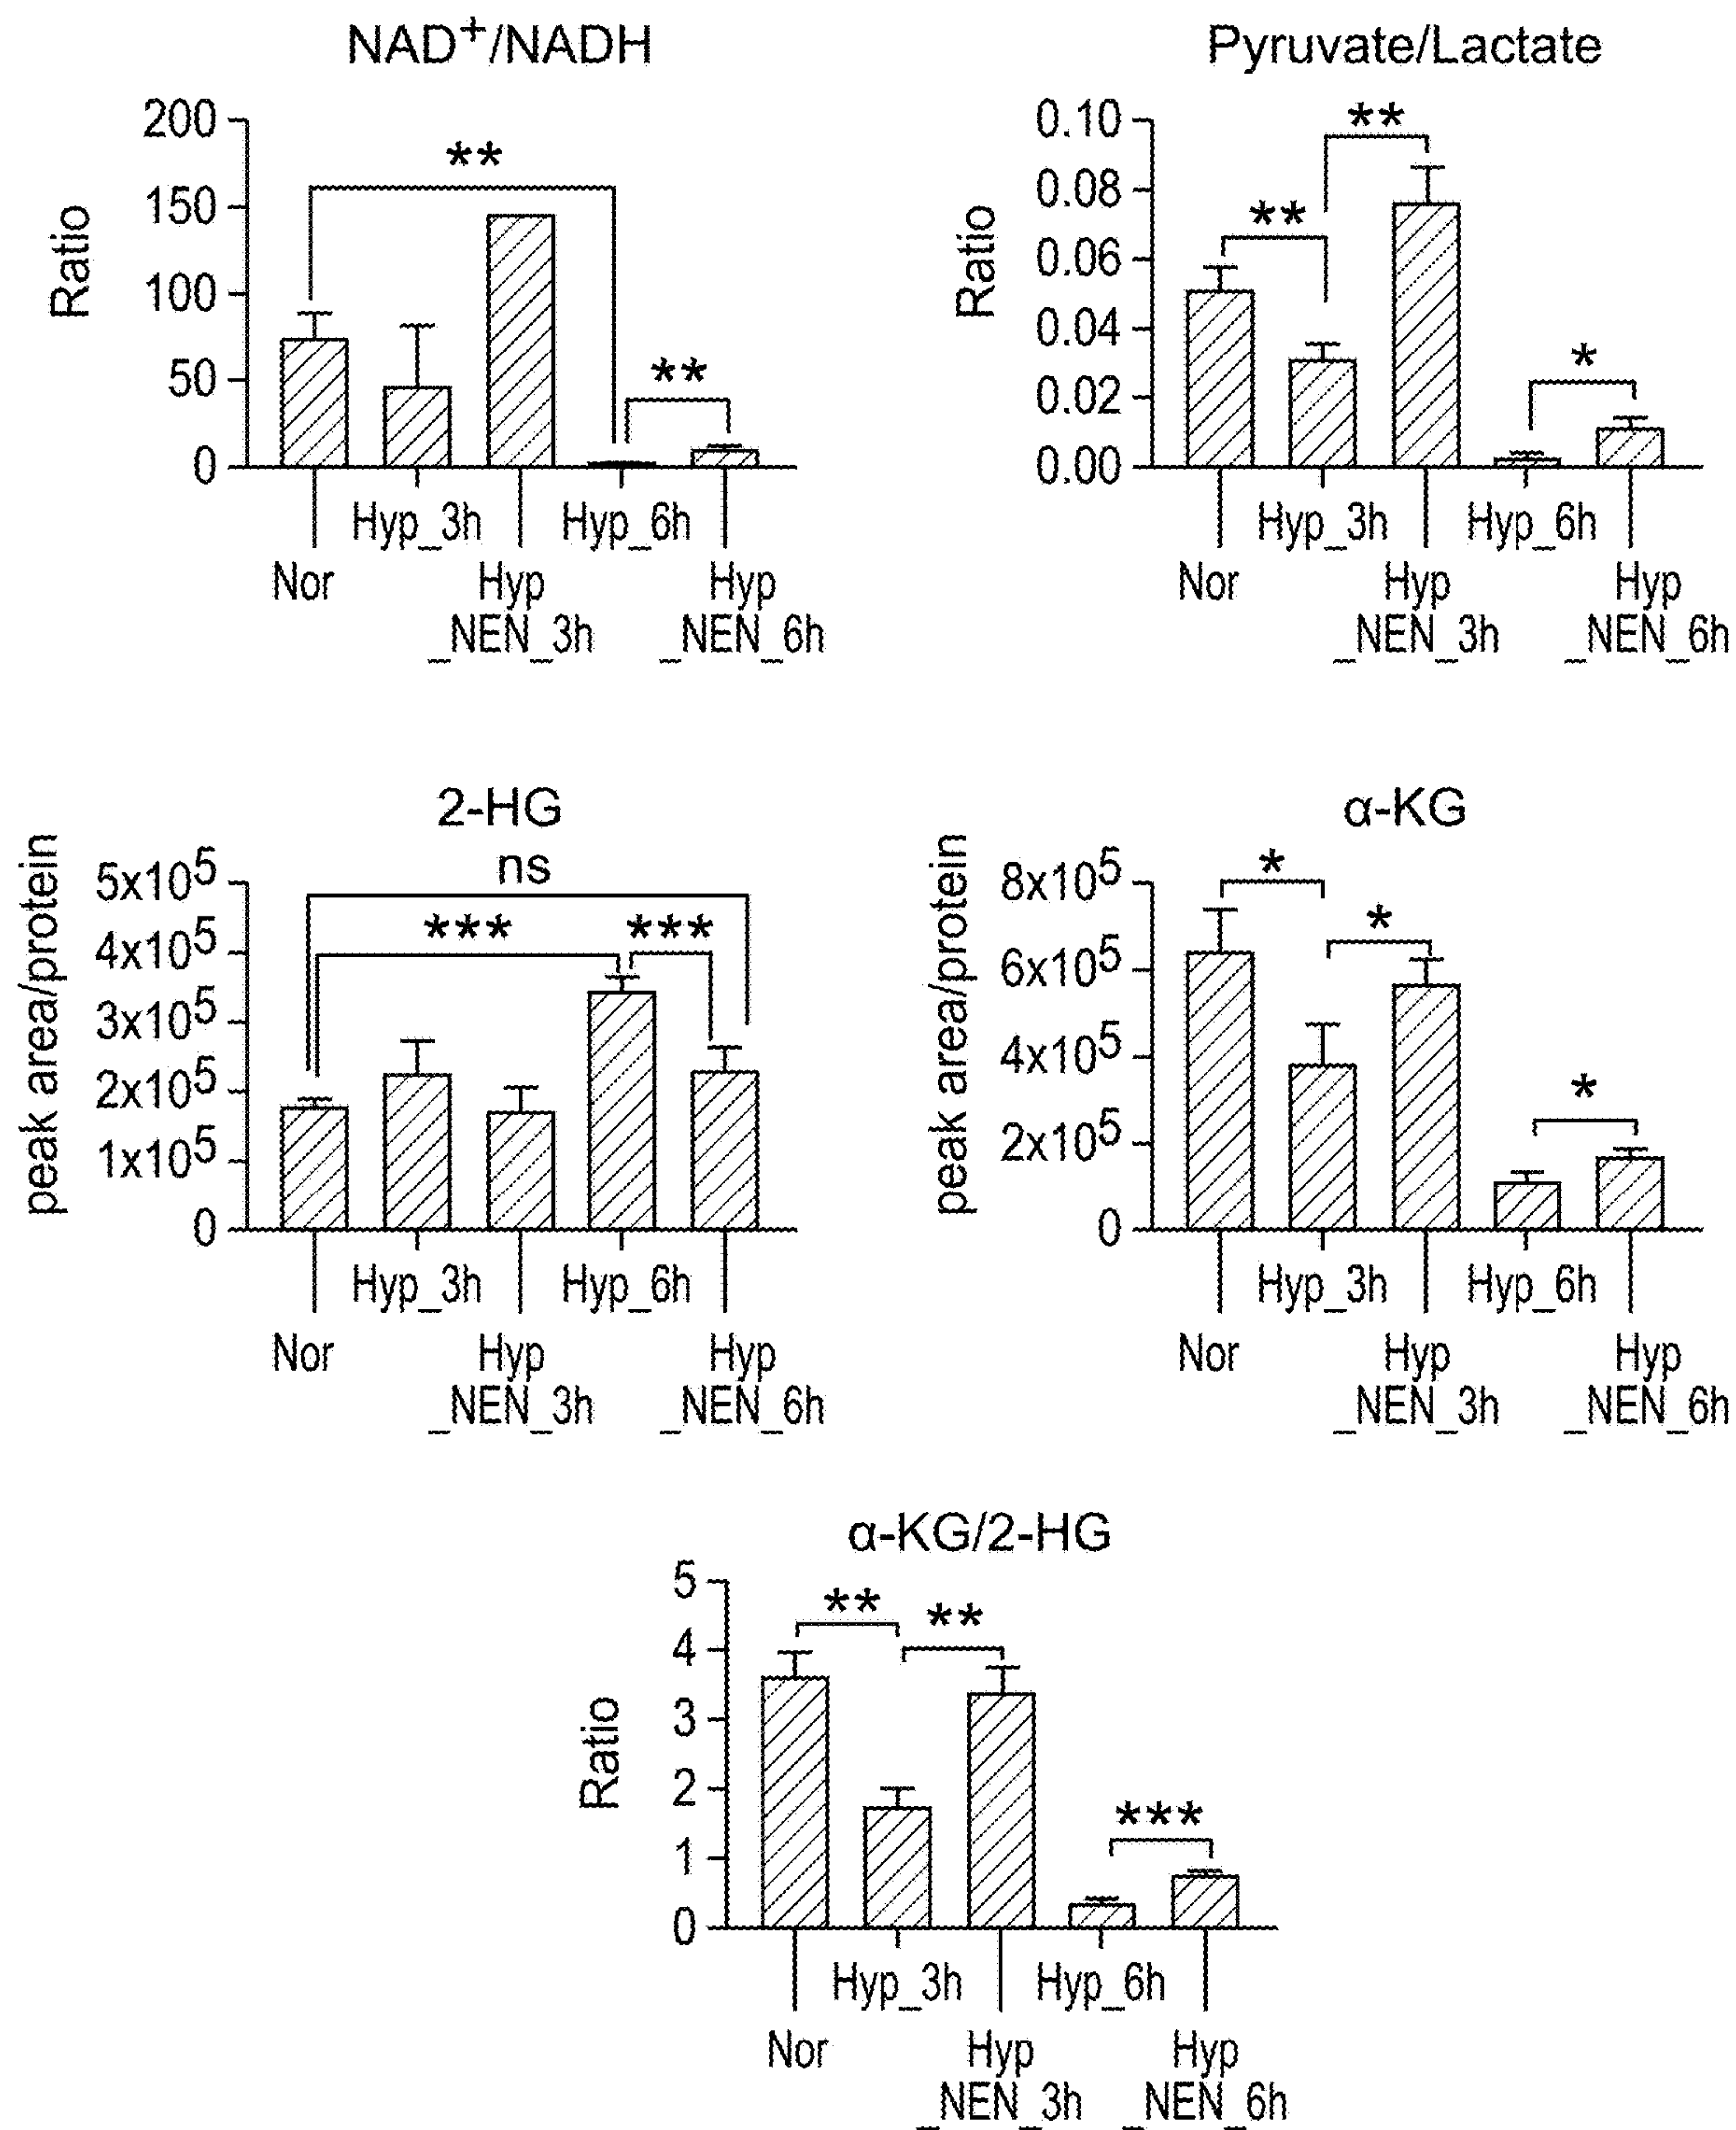 NAD⁺/NADH
200
150
100
50
0
Ratio
**
**
Hyp_3h
Hyp_6h
Nor
Hyp
_NEN_3h
Hyp
_NEN_6h
Pyruvate/Lactate
0.10
0.08
0.06
0.04
0.02
0.00
Ratio
**
**
*
Hyp_3h
Hyp_6h
Nor
Hyp
_NEN_3h
Hyp
_NEN_6h
2-HG
ns
5x10⁵
4x10⁵
3x10⁵
2x10⁵
1x10⁵
0
peak area/protein
***
***
Hyp_3h
Hyp_6h
Nor
Hyp
_NEN_3h
Hyp
_NEN_6h
α-KG
8x10⁵
6x10⁵
4x10⁵
2x10⁵
0
peak area/protein
*
*
*
Hyp_3h
Hyp_6h
Nor
Hyp
_NEN_3h
Hyp
_NEN_6h
α-KG/2-HG
5
4
3
2
1
0
Ratio
**
**
***
Hyp_3h
Hyp_6h
Nor
Hyp
_NEN_3h
Hyp
_NEN_6h